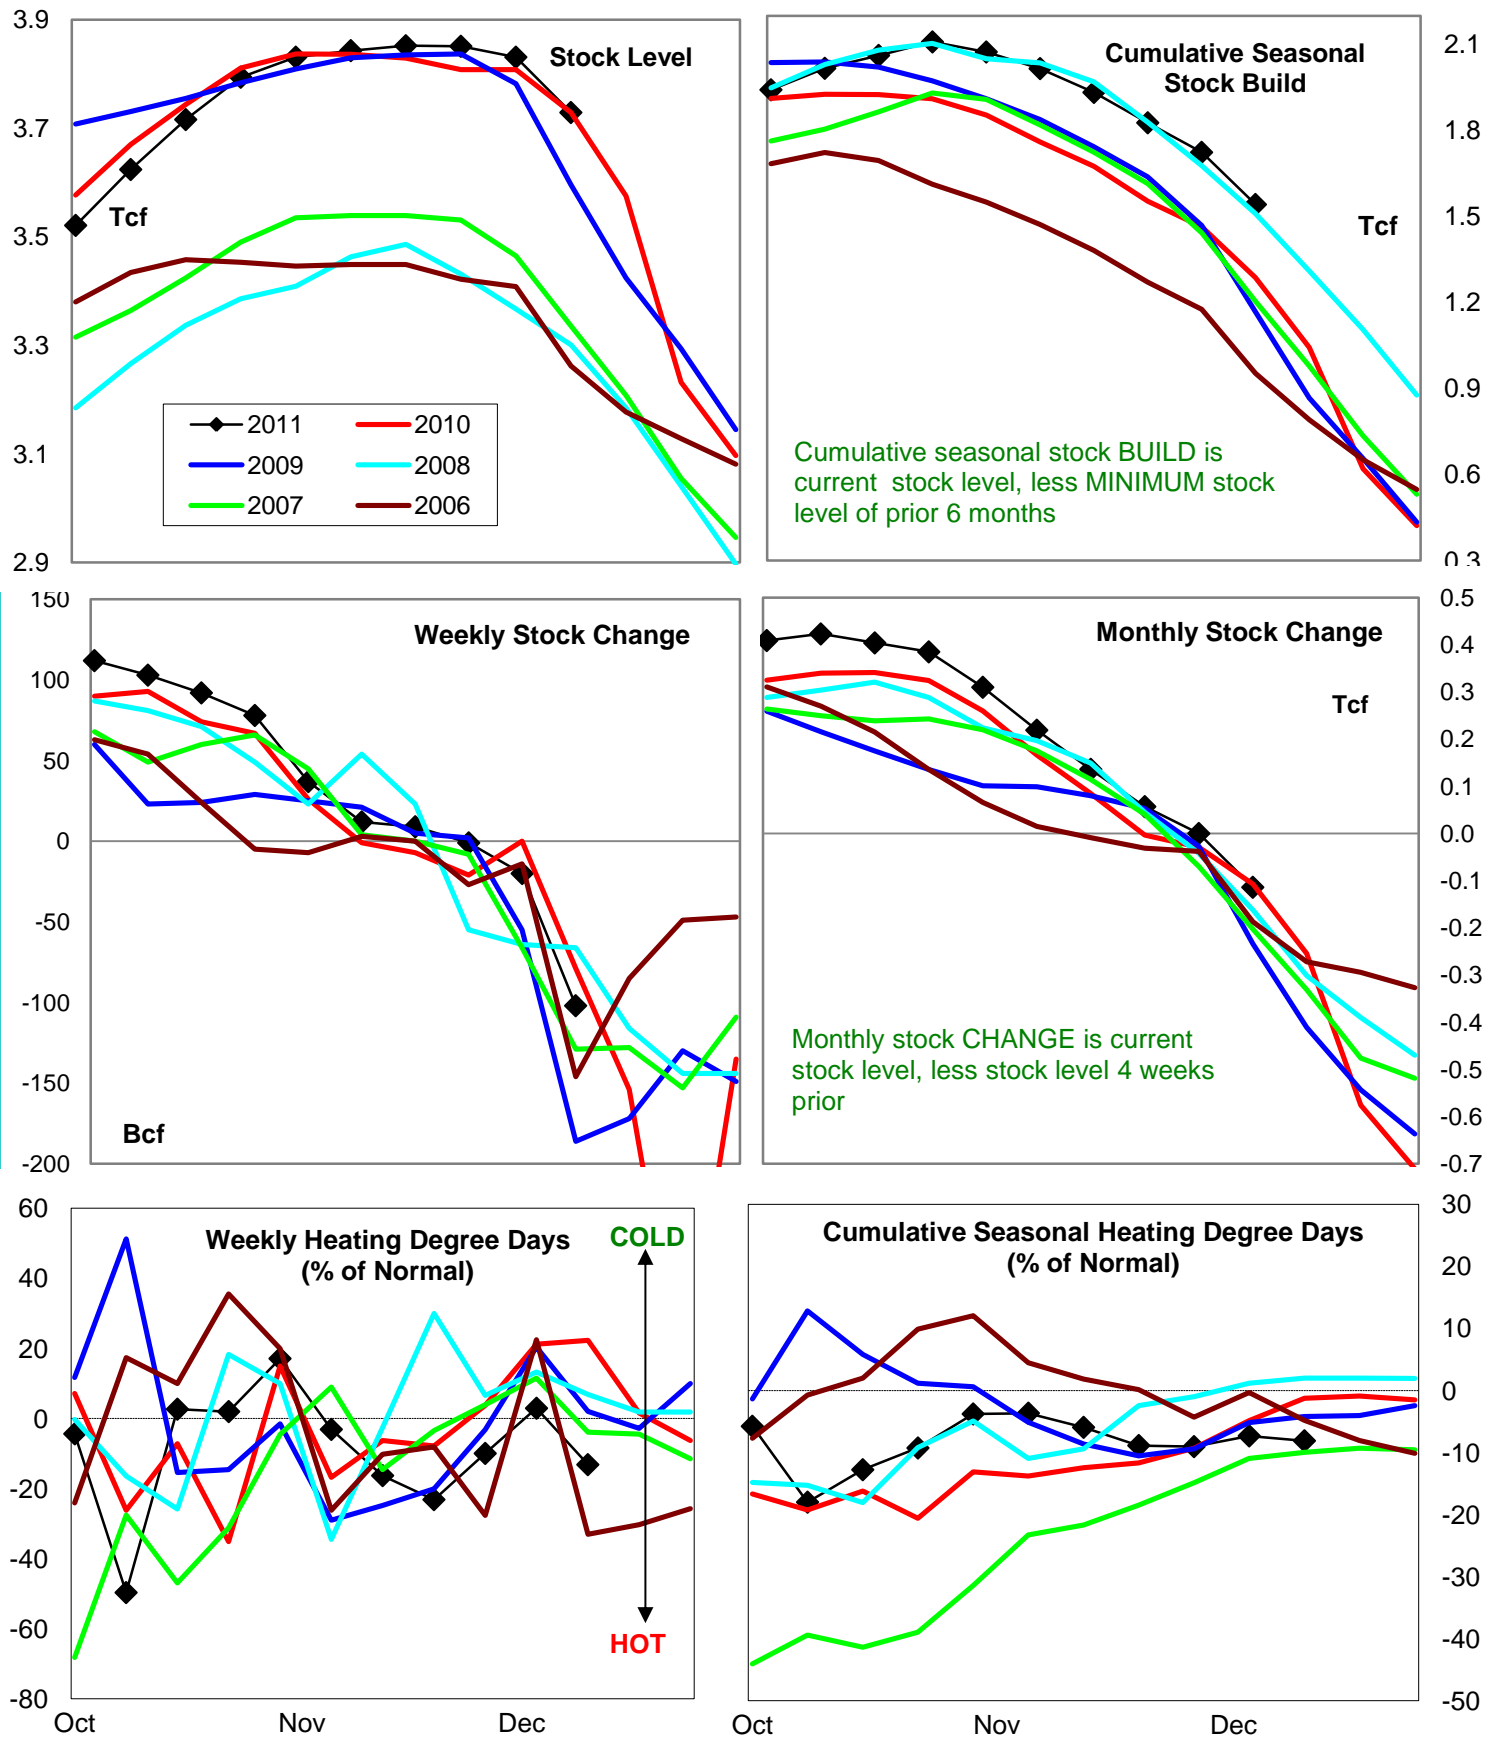 3.9
3.7
3.5
3.3
3.1
2.9
Stock Level
Tcf
2011
2010
2009
2008
2007
2006
Cumulative Seasonal
Stock Build
Tcf
Cumulative seasonal stock BUILD is
current stock level, less MINIMUM stock
level of prior 6 months
2.1
1.8
1.5
1.2
0.9
0.6
0.3
150
100
50
0
-50
-100
-150
-200
Weekly Stock Change
Bcf
Monthly Stock Change
Tcf
Monthly stock CHANGE is current
stock level, less stock level 4 weeks
prior
0.5
0.4
0.3
0.2
0.1
0.0
-0.1
-0.2
-0.3
-0.4
-0.5
-0.6
-0.7
60
40
20
0
-20
-40
-60
-80
Weekly Heating Degree Days
(% of Normal)
COLD
HOT
Oct
Nov
Dec
Cumulative Seasonal Heating Degree Days
(% of Normal)
30
20
10
0
-10
-20
-30
-40
-50
Oct
Nov
Dec